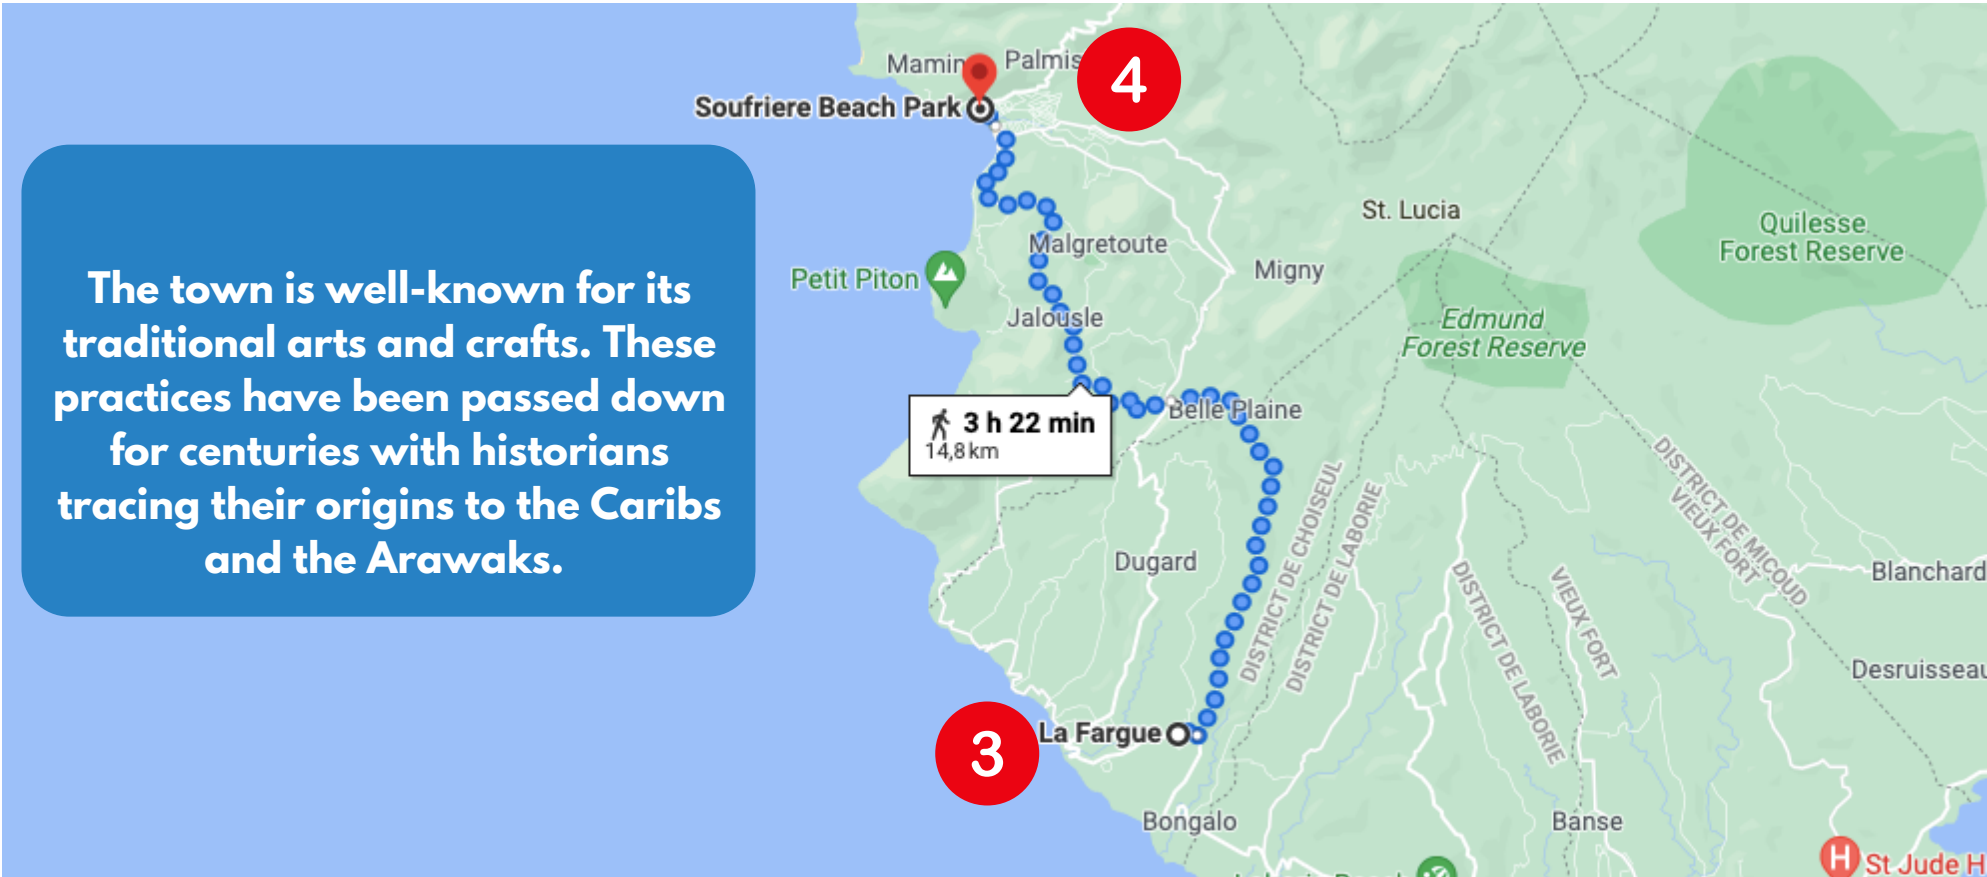 The town is well-known for its
traditional arts and crafts. These
practices have been passed down
for centuries with historians
tracing their origins to the Caribs
and the Arawaks.
Mamin
Palmis
4
Soufriere Beach Park
St. Lucia
Quilesse
Forest Reserve
Malgretoute
Migny
Petit Piton
Jalousle
Edmund
Forest Reserve
3 h 22 min
14,8 km
Belle Plaine
DISTRICT DE CHOISEUL
DISTRICT DE LABORIE
DISTRICT DE MICOUD
VIEUX FORT
Dugard
DISTRICT DE LABORIE
VIEUX FORT
Blanchard
Desruisseau
La Fargue
3
Bongalo
Banse
H
St Jude H